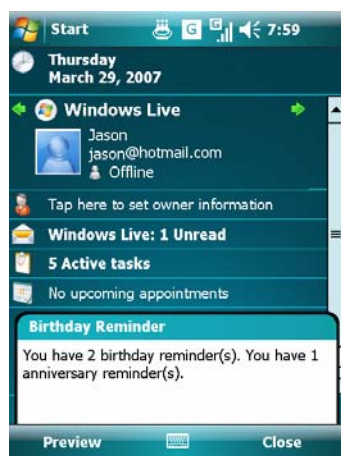 Start G G 7:59
Thursday
March 29, 2007
Windows Live
Jason
jason@hotmail.com
Offline
Tap here to set owner information
Windows Live: 1 Unread
5 Active tasks
No upcoming appointments
Birthday Reminder
You have 2 birthday reminder(s). You have 1
anniversary reminder(s).
Preview Close